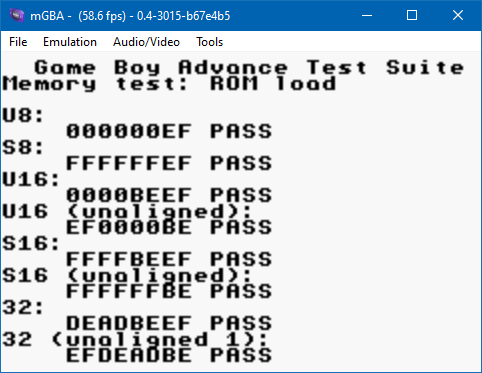 mGBA - (58.6 fps) - 0.4-3015-b67e4b5
File Emulation Audio/Video Tools
Game Boy Advance Test Suite
Memory test: ROM load
U8:
000000EF PASS
S8:
FFFFFFEF PASS
U16:
0000BEEF PASS
U16 (unaligned):
EF0000BE PASS
S16:
FFFFBEEF PASS
S16 (unaligned):
FFFFFFBE PASS
32:
DEADBEEF PASS
32 (unaligned 1):
EFDEADBE PASS